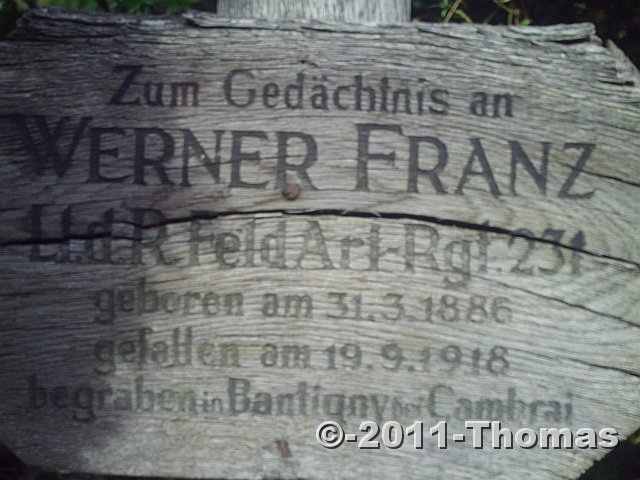 Zum Gedächtnis an
WERNER FRANZ
Lt.d.R.Feld Art-Rgt.231
geboren am 31.3.1886
gefallen am 19.9.1918
begraben in Bantigny bei Cambrai
©-2011-Thomas